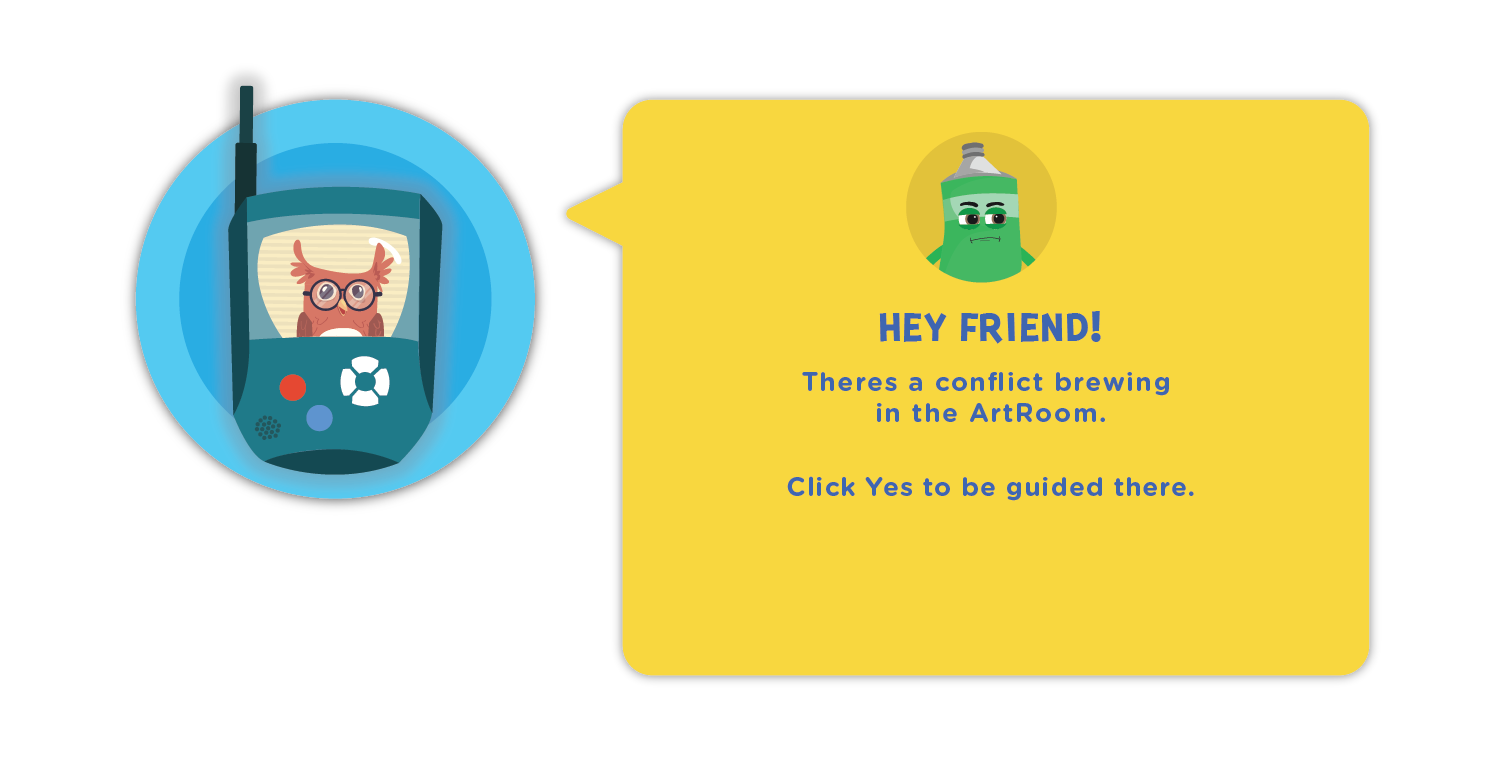 HEY FRIEND!
Theres a conflict brewing
in the ArtRoom.
Click Yes to be guided there.